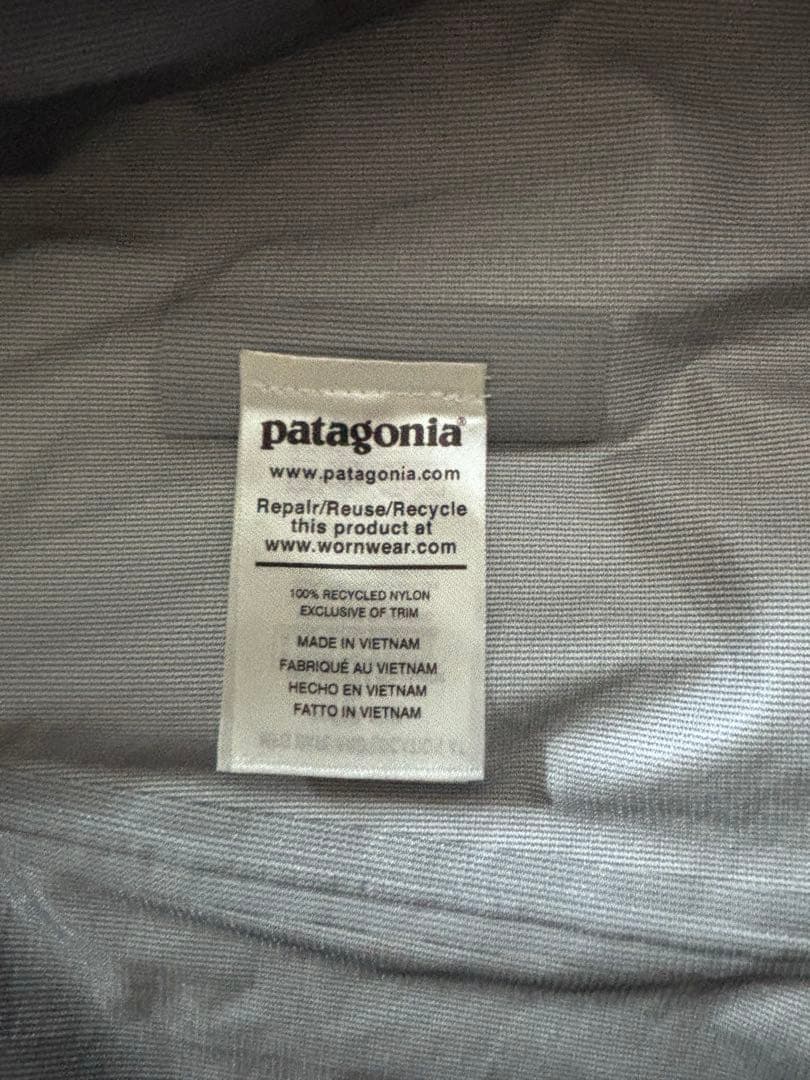 patagonia®
www.patagonia.com
Repair/Reuse/Recycle
this product at
www.wornwear.com
100% RECYCLED NYLON
EXCLUSIVE OF TRIM
MADE IN VIETNAM
FABRIQUÉ AU VIETNAM
HECHO EN VIETNAM
FATTO IN VIETNAM